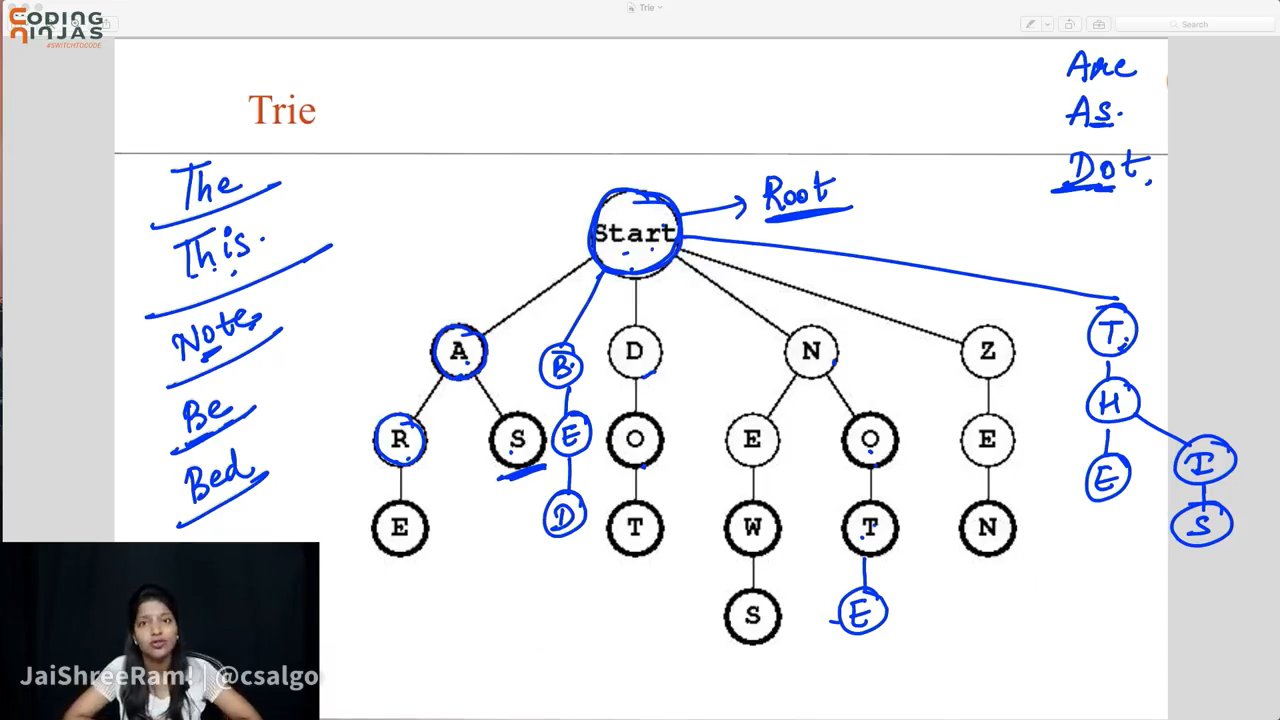 CODING
NINJAS
#SWITCHTOCODE
Trie
Search
Are
As.
Dot.
Trie
The
This.
Note,
Be
Bed,
Root
Start
A
B
D
N
Z
T
R
S
E
O
E
O
E
H
E
D
T
W
T
N
E
I
S
S
E
JaiShreeRam! | @csalgo